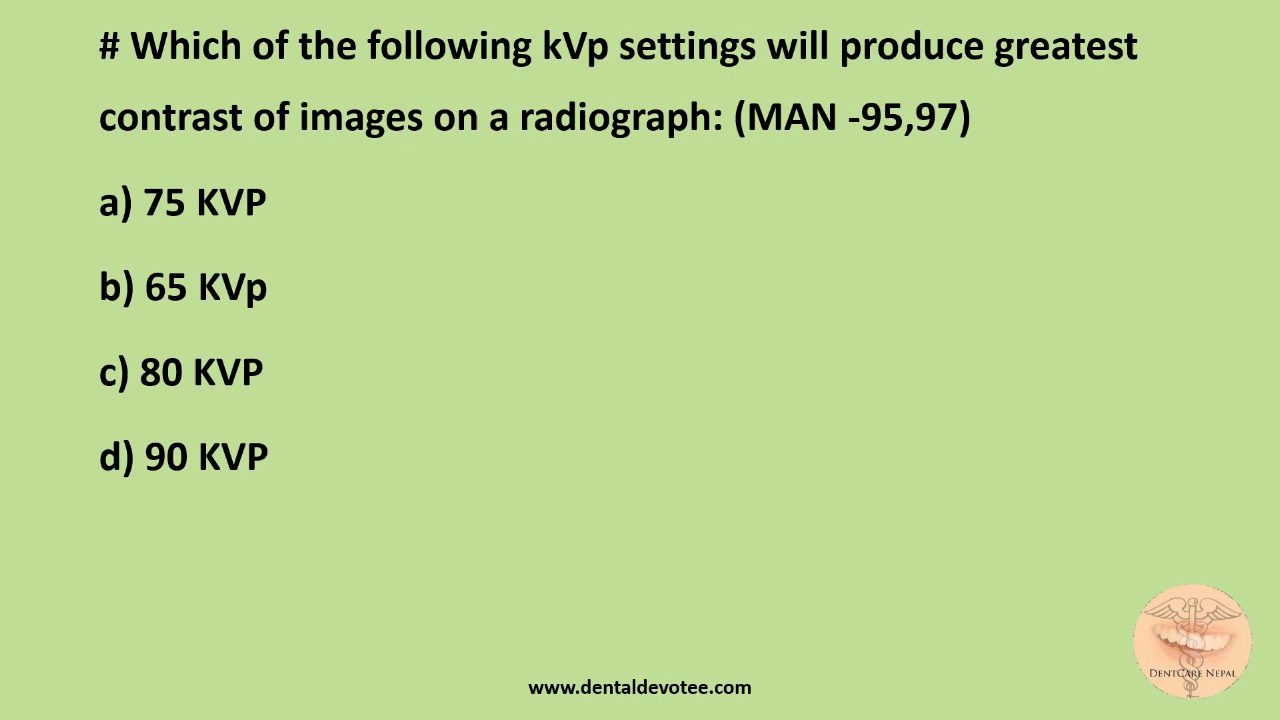 # Which of the following kVp settings will produce greatest
contrast of images on a radiograph: (MAN -95,97)
a) 75 KVP
b) 65 KVp
c) 80 KVP
d) 90 KVP
DENTCARE NEPAL
www.dentaldevotee.com